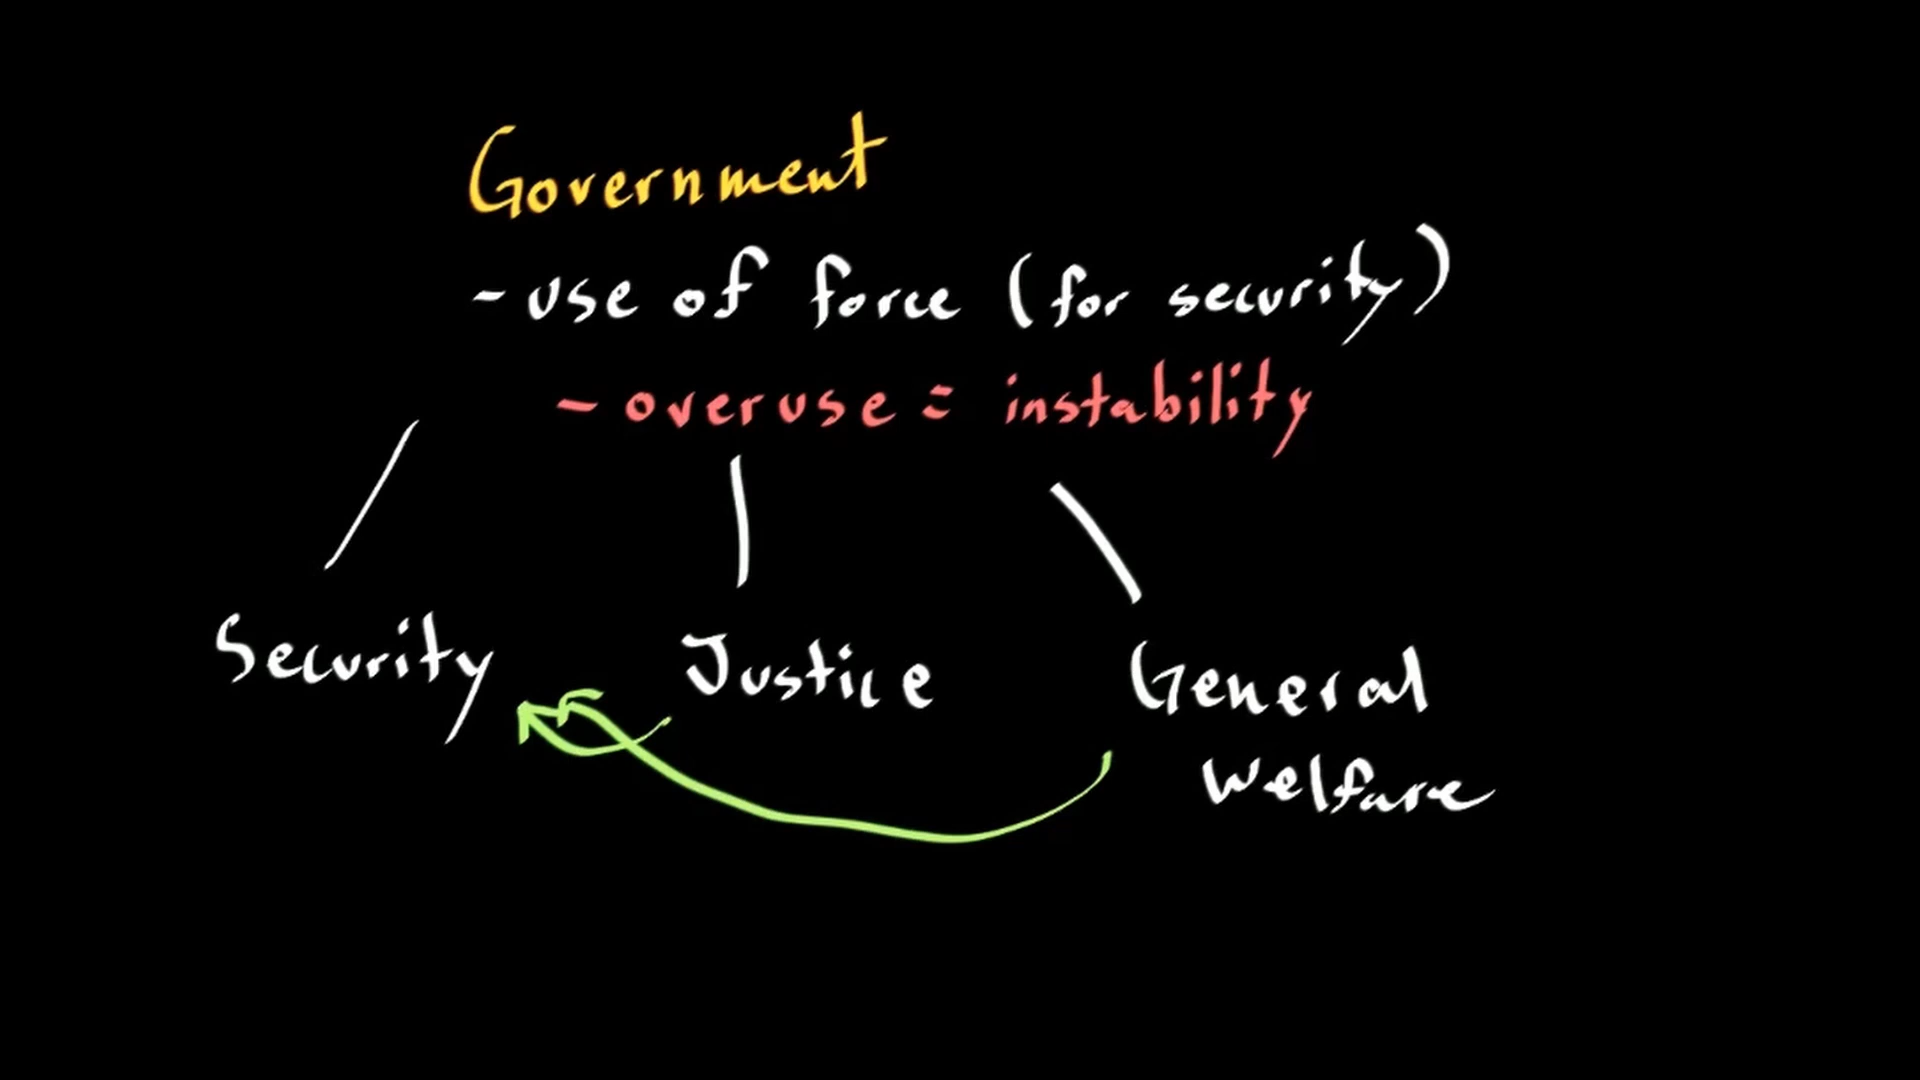 Government
- use of force (for security)
- overuse = instability
Security Justice General
Welfare